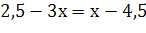 2,5 – 3x = x – 4,5